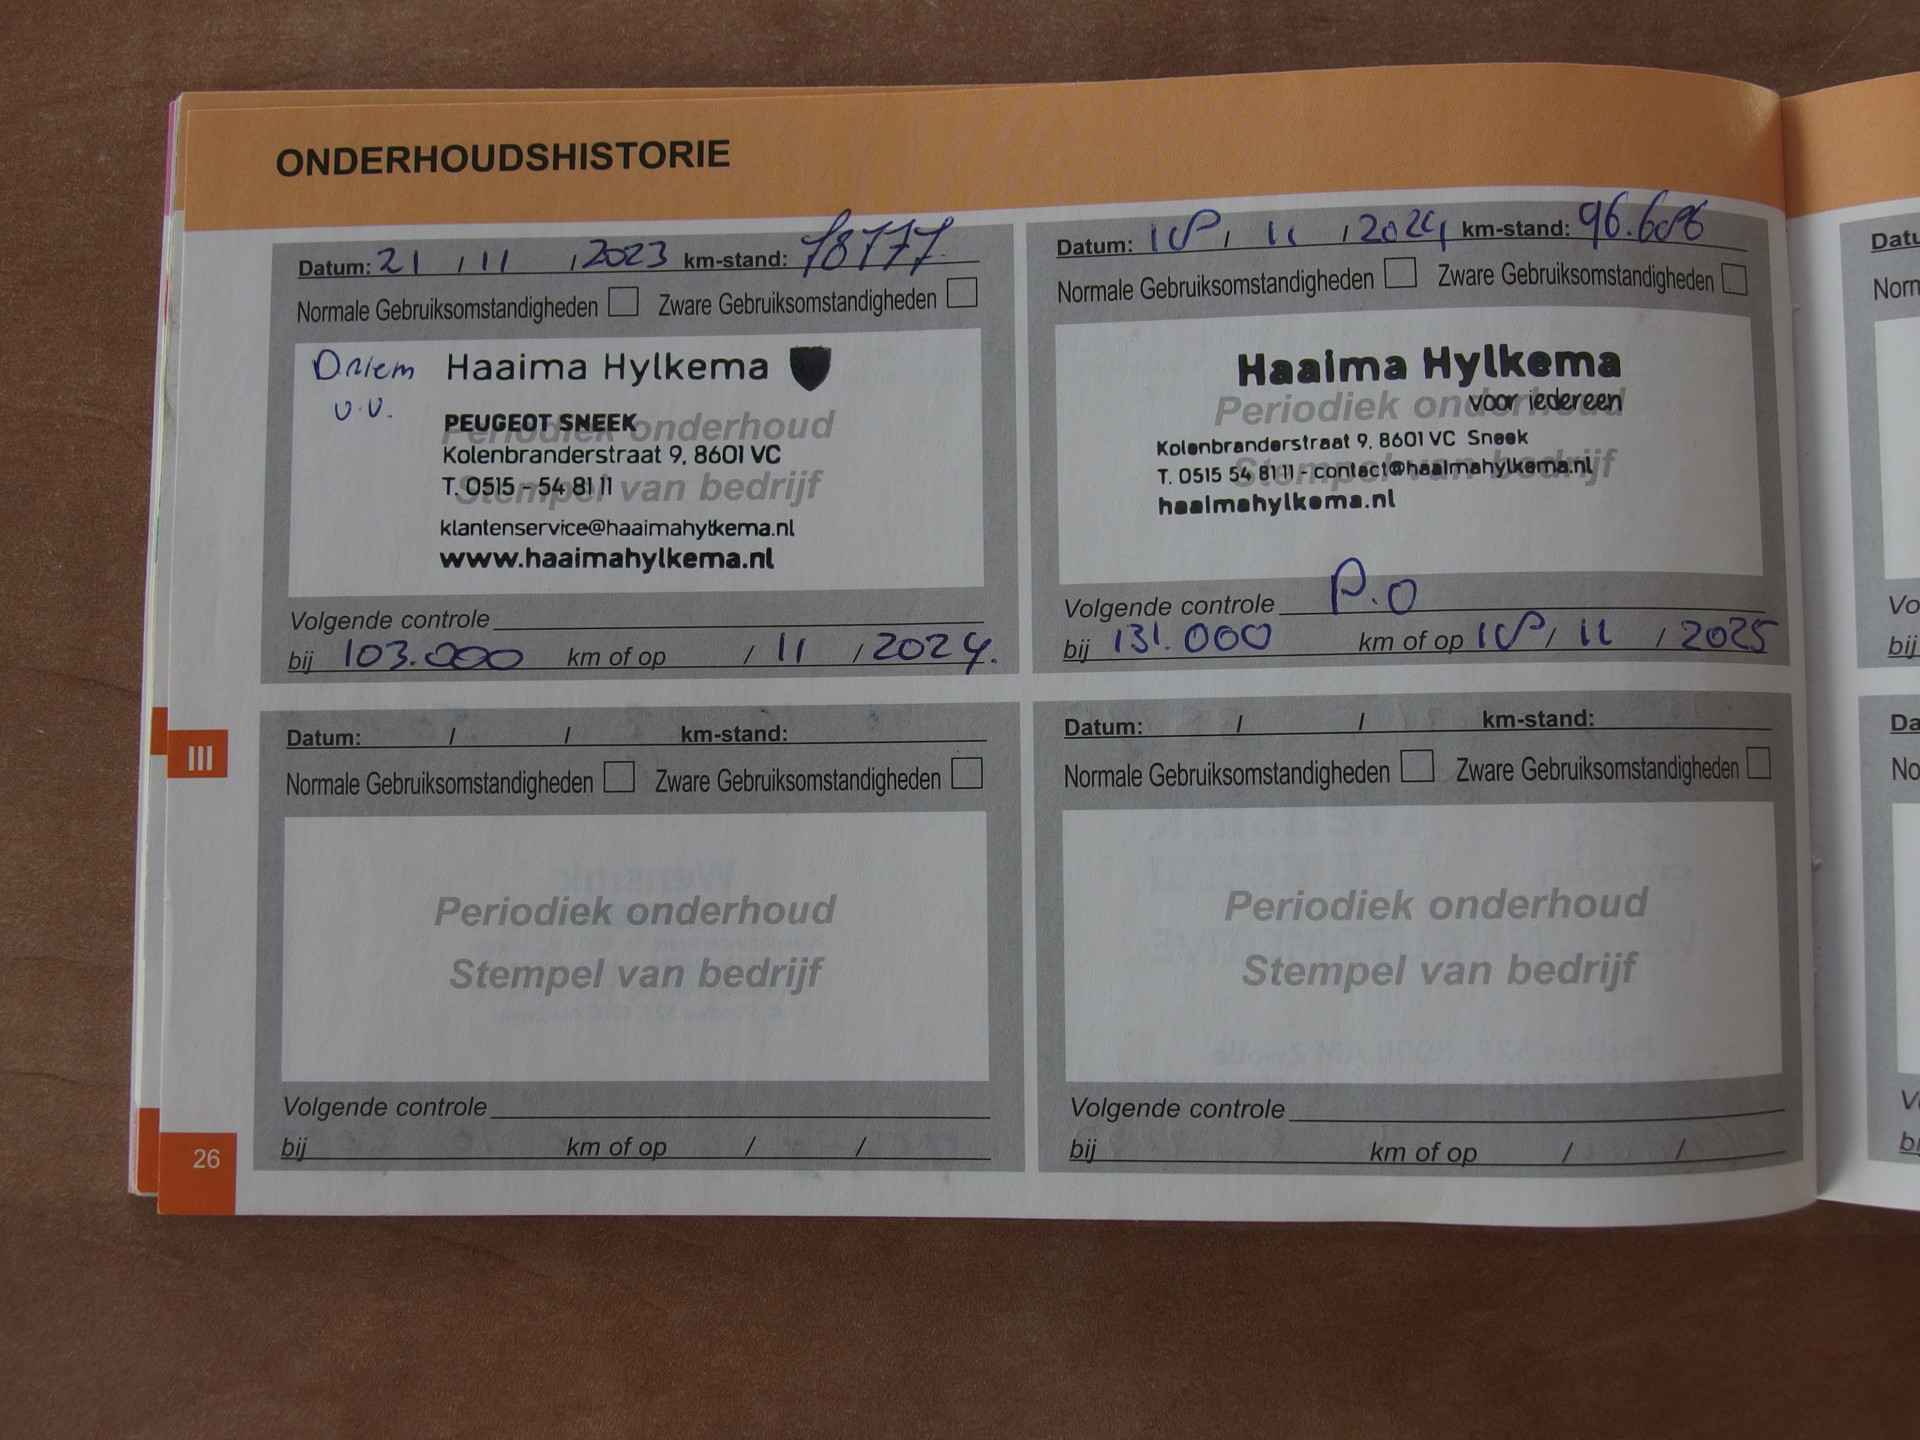 ONDERHOUDSHISTORIE
Datum: 21 / 11 / 2023 km-stand: 78777
Normale Gebruiksomstandigheden Zware Gebruiksomstandigheden
Haaima Hylkema
v.v.
PEUGEOT SNEEK
Kolenbranderstraat 9, 8601 VC
T. 0515 - 54 81 11
klantenservice@haaimahylkema.nl
www.haaimahylkema.nl
Periodiek onderhoud
Stempel van bedrijf
Volgende controle
bij 103.000 km of op / 11 / 2024.
Datum: 18 / 11 / 2024 km-stand: 96.686
Normale Gebruiksomstandigheden Zware Gebruiksomstandigheden
Haaima Hylkema
voor iedereen
Kolenbranderstraat 9, 8601 VC Sneek
T. 0515 54 81 11 - contact@haaimahylkema.nl
haaimahylkema.nl
Periodiek onderhoud
Stempel van bedrijf
Volgende controle P.O
bij 131.000 km of op 18 / 11 / 2025
Datum: / / km-stand:
Normale Gebruiksomstandigheden Zware Gebruiksomstandigheden
Periodiek onderhoud
Stempel van bedrijf
Volgende controle
bij km of op / /
Datum: / / km-stand:
Normale Gebruiksomstandigheden Zware Gebruiksomstandigheden
Periodiek onderhoud
Stempel van bedrijf
Volgende controle
bij km of op / /
III
26